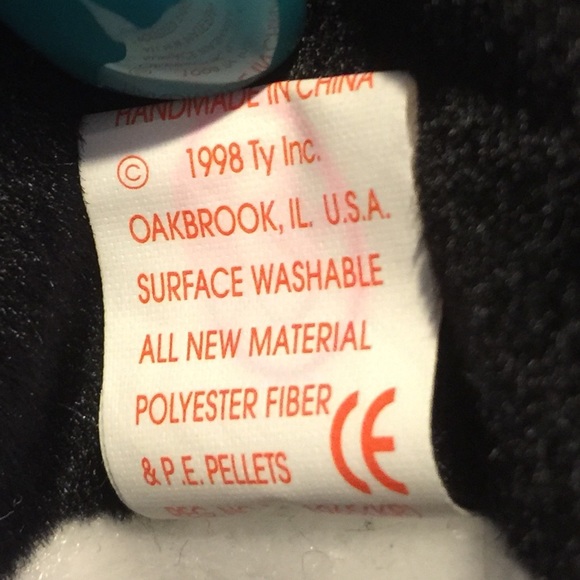 HANDMADE IN CHINA
© 1998 Ty Inc.
OAKBROOK, IL. U.S.A.
SURFACE WASHABLE
ALL NEW MATERIAL
POLYESTER FIBER
& P.E. PELLETS
CE